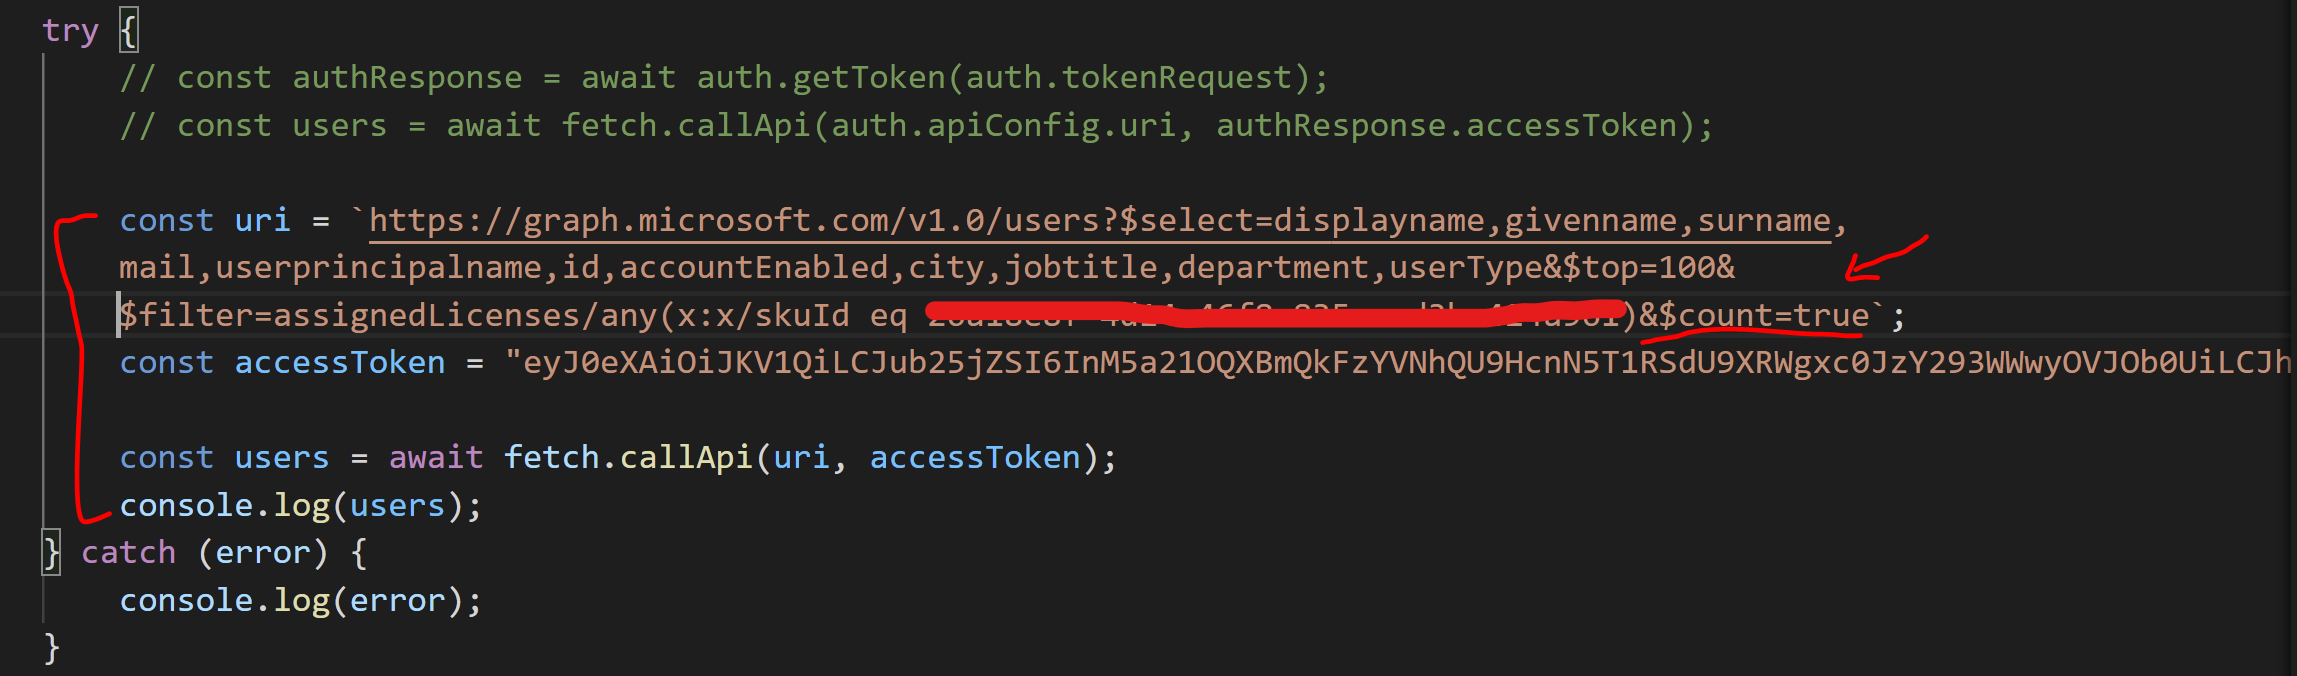 try {
// const authResponse = await auth.getToken(auth.tokenRequest);
// const users = await fetch.callApi(auth.apiConfig.uri, authResponse.accessToken);
const uri = `https://graph.microsoft.com/v1.0/users?$select=displayname,givenname,surname,
mail,userprincipalname,id,accountEnabled,city,jobtitle,department,userType&$top=100&
$filter=assignedLicenses/any(x:x/skuId eq )&$count=true`;
const accessToken = "eyJ0eXAiOiJKV1QiLCJub25jZSI6InM5a21OQXBmQkFzYVNhQU9HcnN5T1RSdU9XRWgxc0JzY293WWwyOVJOb0UiLCJh
const users = await fetch.callApi(uri, accessToken);
console.log(users);
} catch (error) {
console.log(error);
}